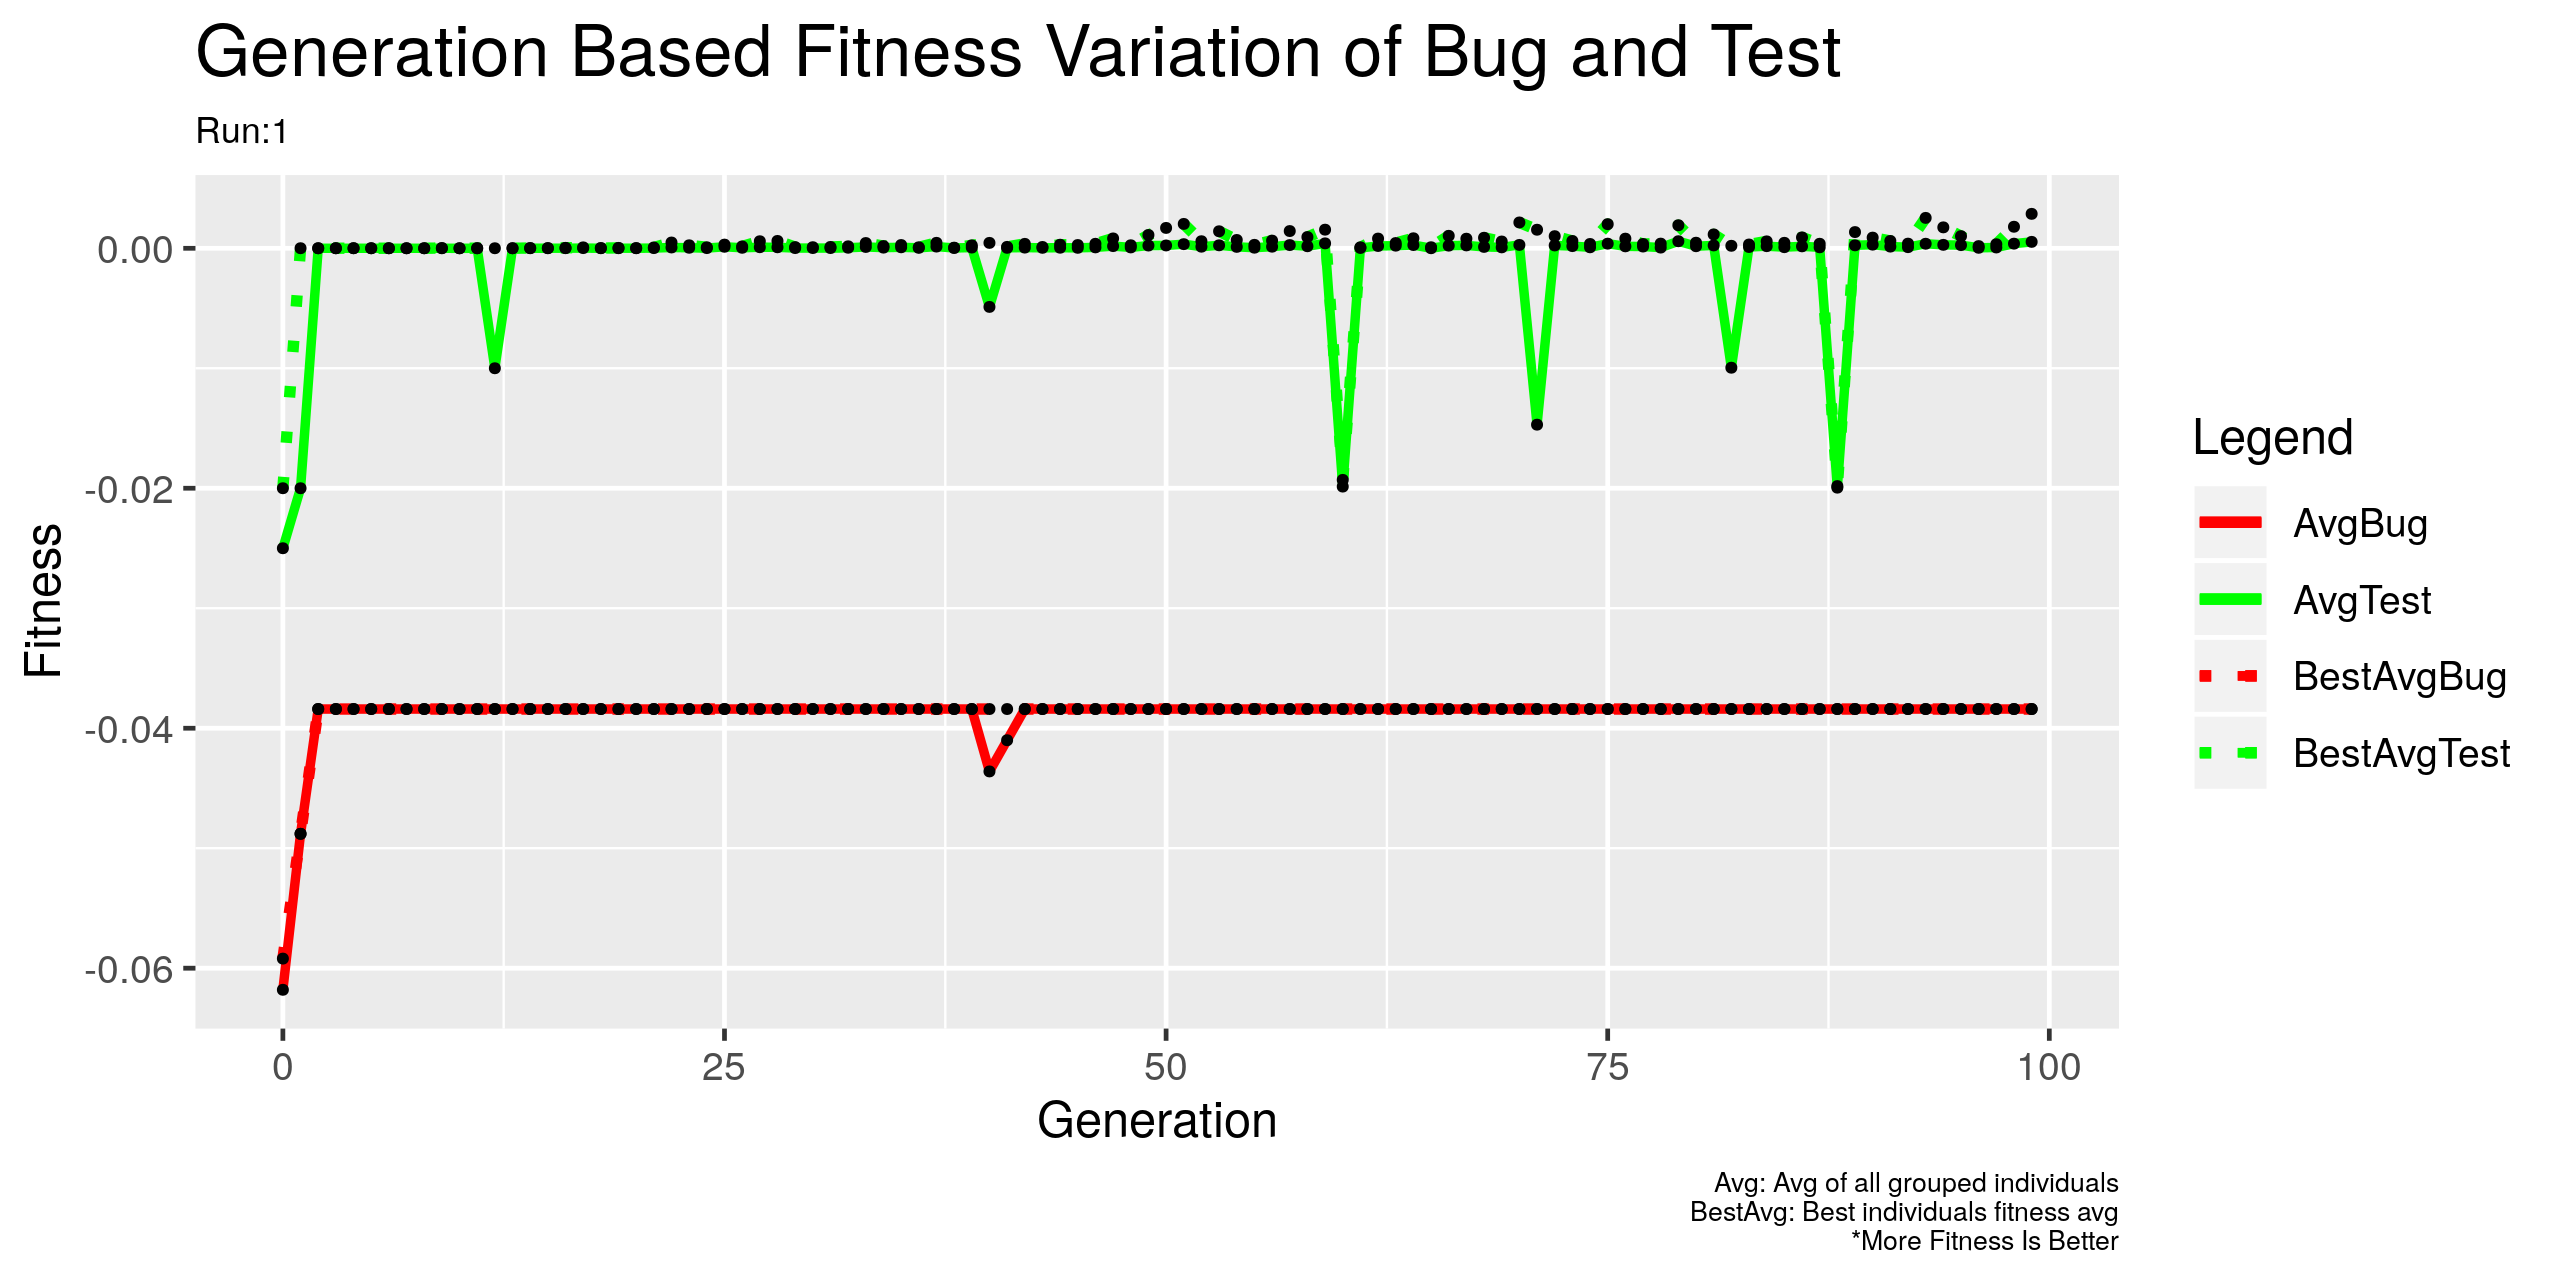 Generation Based Fitness Variation of Bug and Test
Run:1
0.00
-0.02
-0.04
-0.06
Fitness
0
25
50
75
100
Generation
Legend
AvgBug
AvgTest
BestAvgBug
BestAvgTest
Avg: Avg of all grouped individuals
BestAvg: Best individuals fitness avg
*More Fitness Is Better